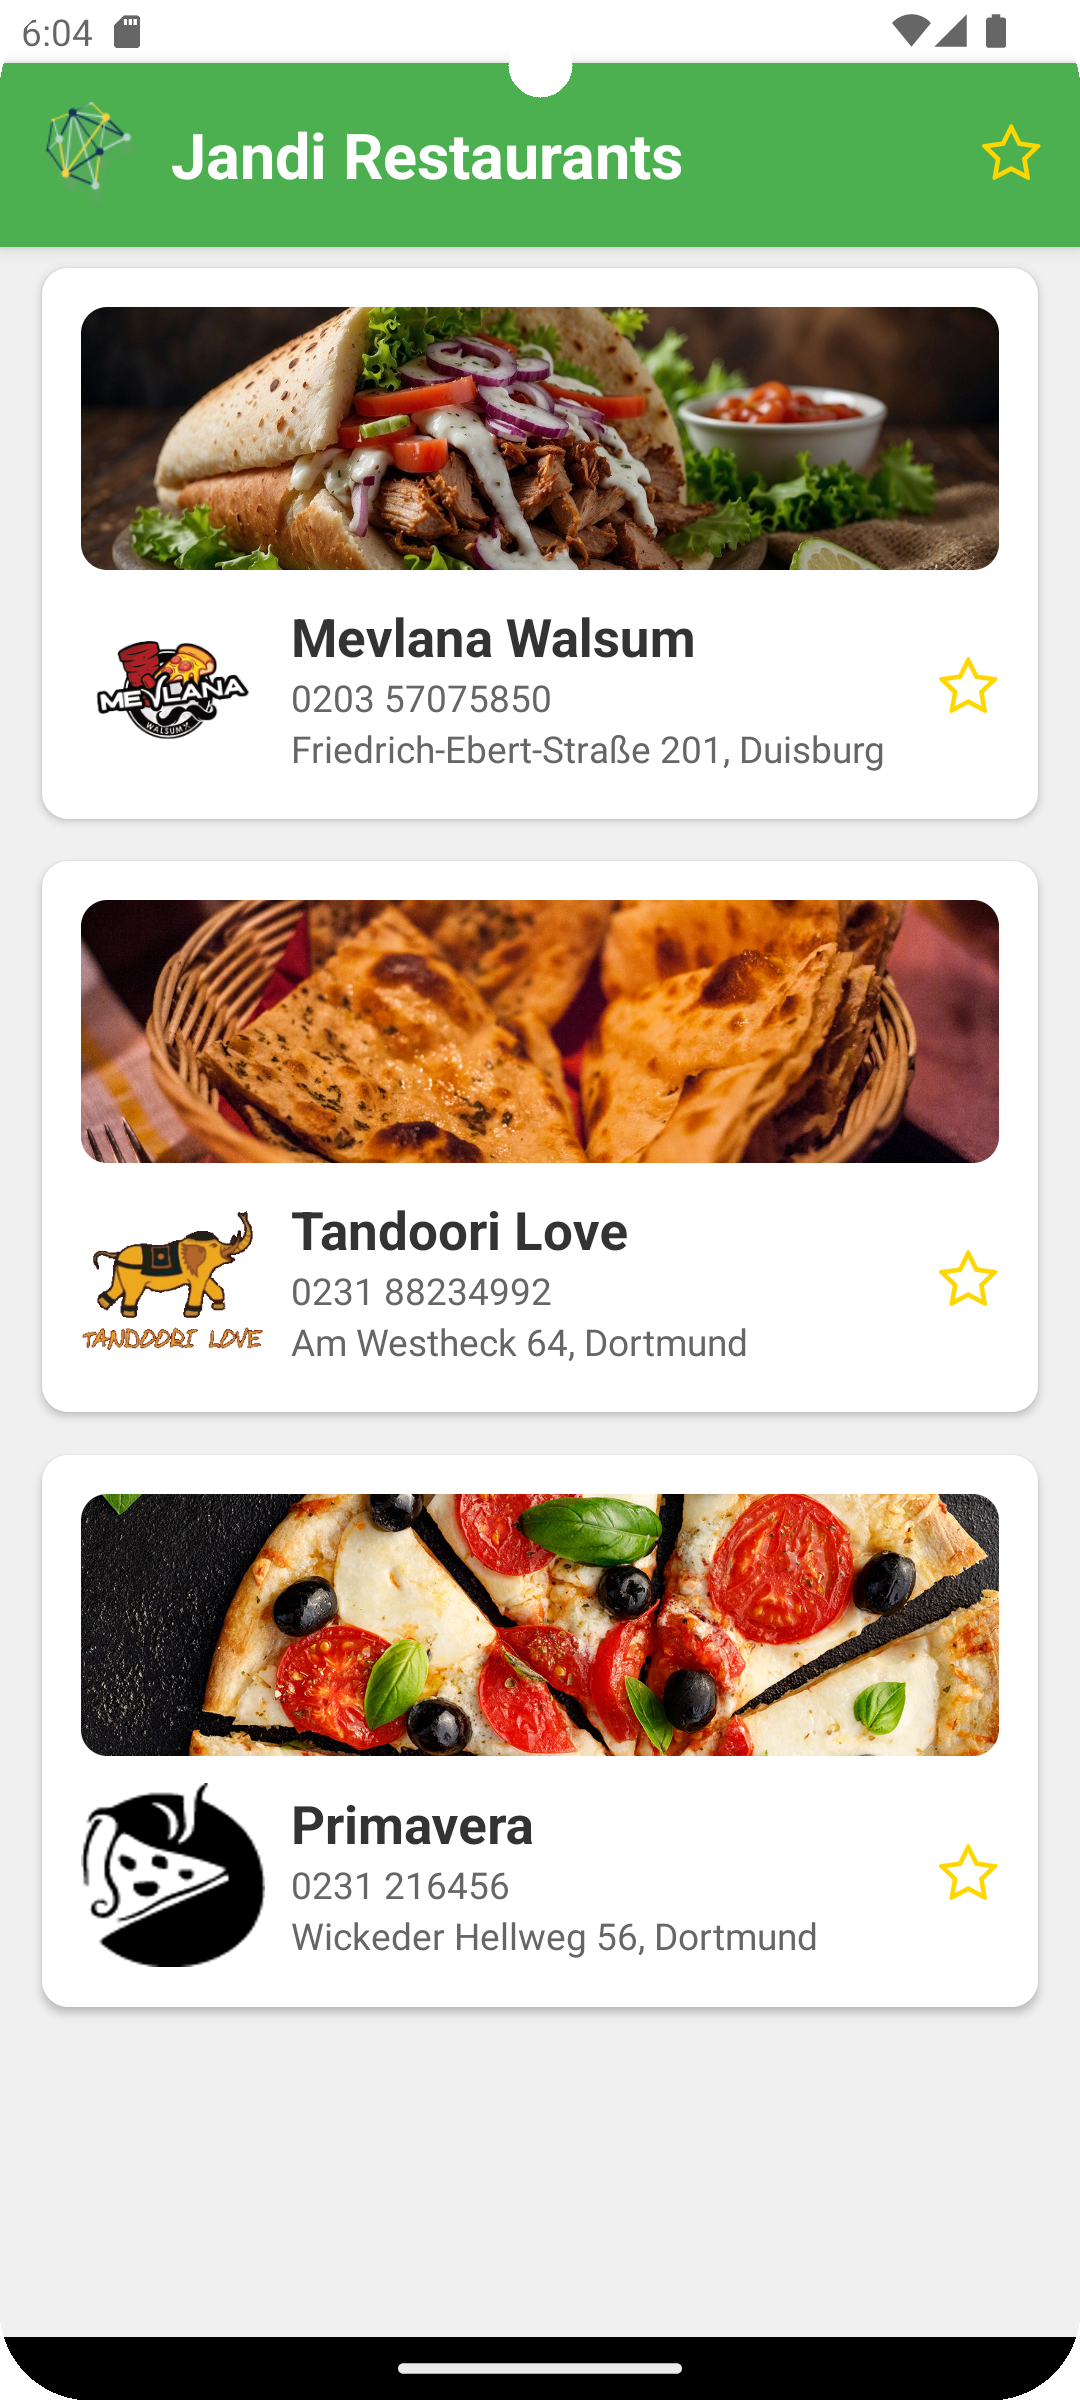 6:04
Jandi Restaurants
MEVLANA
WALSUM
Mevlana Walsum
0203 57075850
Friedrich-Ebert-Straße 201, Duisburg
TANDOORI LOVE
Tandoori Love
0231 88234992
Am Westheck 64, Dortmund
Primavera
0231 216456
Wickeder Hellweg 56, Dortmund